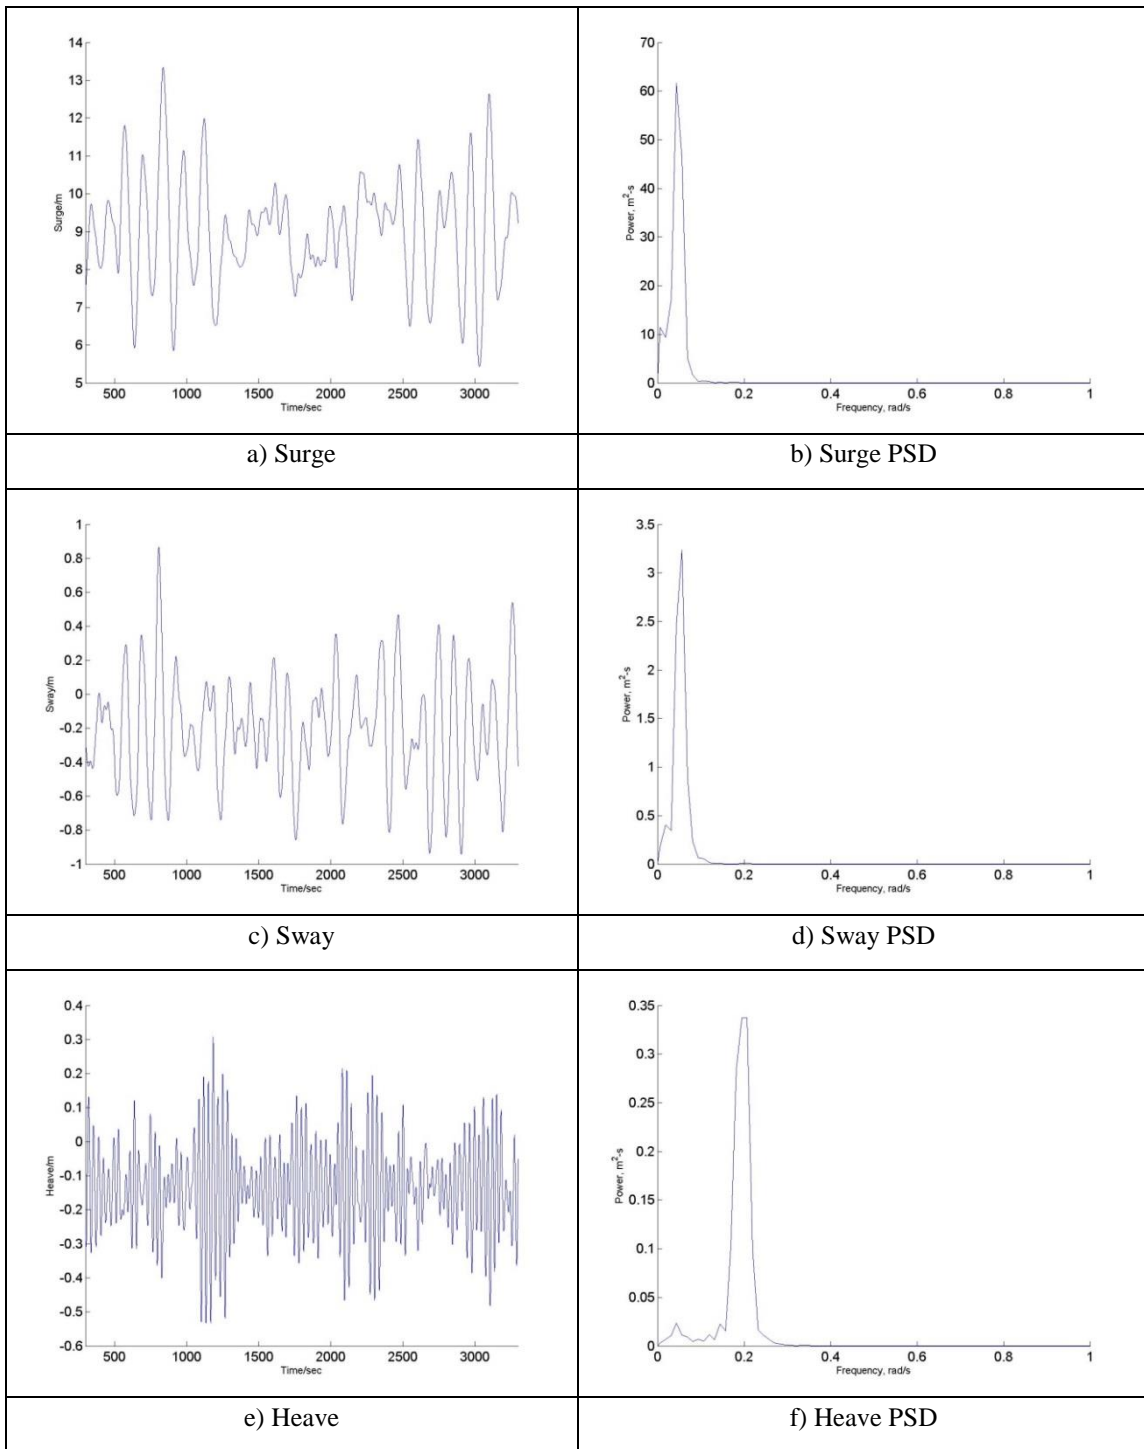 14
13
12
11
10
9
8
7
6
5
Surge/m
500 1000 1500 2000 2500 3000
Time/sec
70
60
50
40
30
20
10
0
Power, m²-s
0 0.2 0.4 0.6 0.8 1
Frequency, rad/s
a) Surge
b) Surge PSD
1
0.8
0.6
0.4
0.2
0
-0.2
-0.4
-0.6
-0.8
-1
Sway/m
500 1000 1500 2000 2500 3000
Time/sec
3.5
3
2.5
2
1.5
1
0.5
0
Power, m²-s
0 0.2 0.4 0.6 0.8 1
Frequency, rad/s
c) Sway
d) Sway PSD
0.4
0.3
0.2
0.1
0
-0.1
-0.2
-0.3
-0.4
-0.5
-0.6
Heave/m
500 1000 1500 2000 2500 3000
Time/sec
0.35
0.3
0.25
0.2
0.15
0.1
0.05
0
Power, m²-s
0 0.2 0.4 0.6 0.8 1
Frequency, rad/s
e) Heave
f) Heave PSD